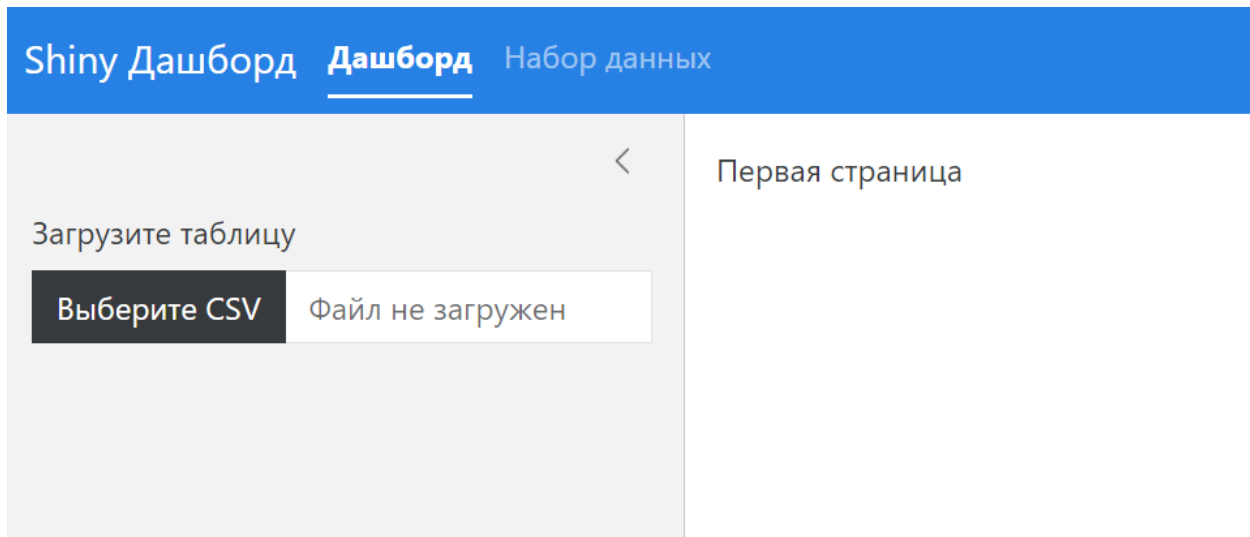 Shiny Дашборд Дашборд Набор данных
Первая страница
Загрузите таблицу
Выберите CSV Файл не загружен